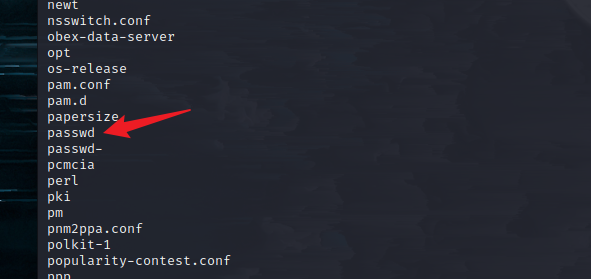 newt
nsswitch.conf
obex-data-server
opt
os-release
pam.conf
pam.d
papersize
passwd
passwd-
pcmcia
perl
pki
pm
pnm2ppa.conf
polkit-1
popularity-contest.conf
ppp